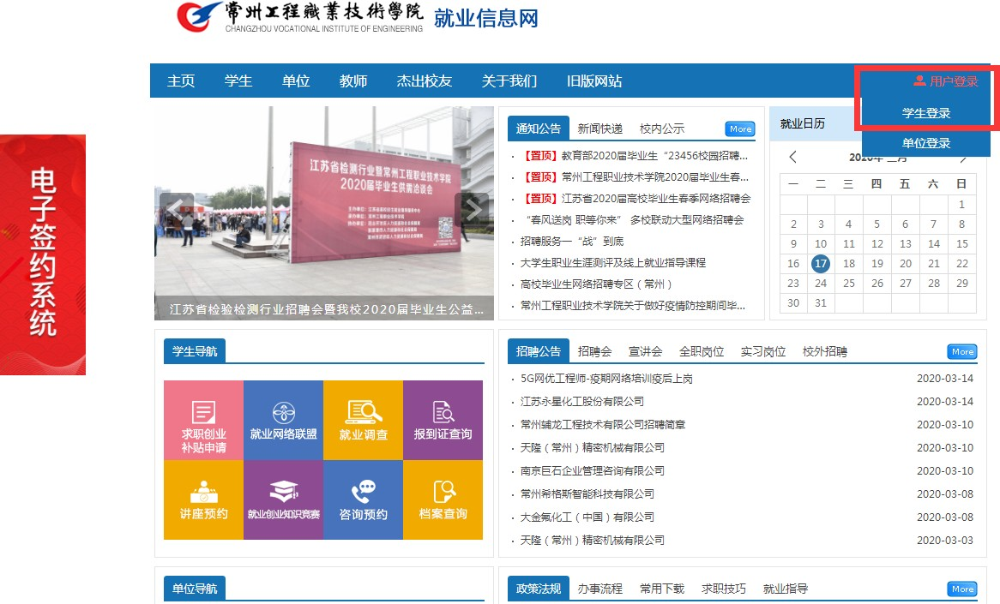 常州工程職業技術學院 就业信息网
CHANGZHOU VOCATIONAL INSTITUTE OF ENGINEERING
主页 学生 单位 教师 杰出校友 关于我们 旧版网站
用户登录
学生登录
单位登录
电子签约系统
江苏省检测行业暨常州工程职业技术学院
2020届毕业生供需洽谈会
江苏省检验检测行业招聘会暨我校2020届毕业生公益...
通知公告 新闻快递 校内公示 More
【置顶】教育部2020届毕业生“23456校园招聘...
【置顶】常州工程职业技术学院2020届毕业生春...
【置顶】江苏省2020届高校毕业生春季网络招聘会
“春风送岗 职等你来” 多校联动大型网络招聘会
招聘服务一“战”到底
大学生职业生涯测评及线上就业指导课程
高校毕业生网络招聘专区（常州）
常州工程职业技术学院关于做好疫情防控期间毕...
就业日历
2020年 三月
一 二 三 四 五 六 日
1
2 3 4 5 6 7 8
9 10 11 12 13 14 15
16 17 18 19 20 21 22
23 24 25 26 27 28 29
30 31
学生导航
求职创业
补贴申请
就业网络联盟
就业调查
报到证查询
讲座预约
就业创业知识竞赛
咨询预约
档案查询
招聘公告 招聘会 宣讲会 全职岗位 实习岗位 校外招聘 More
5G网优工程师-疫期网络培训疫后上岗 2020-03-14
江苏永星化工股份有限公司 2020-03-14
常州辅龙工程技术有限公司招聘简章 2020-03-10
天隆（常州）精密机械有限公司 2020-03-10
南京巨石企业管理咨询有限公司 2020-03-10
常州希格斯智能科技有限公司 2020-03-08
大金氟化工（中国）有限公司 2020-03-08
天隆（常州）精密机械有限公司 2020-03-03
单位导航
政策法规 办事流程 常用下载 求职技巧 就业指导 More